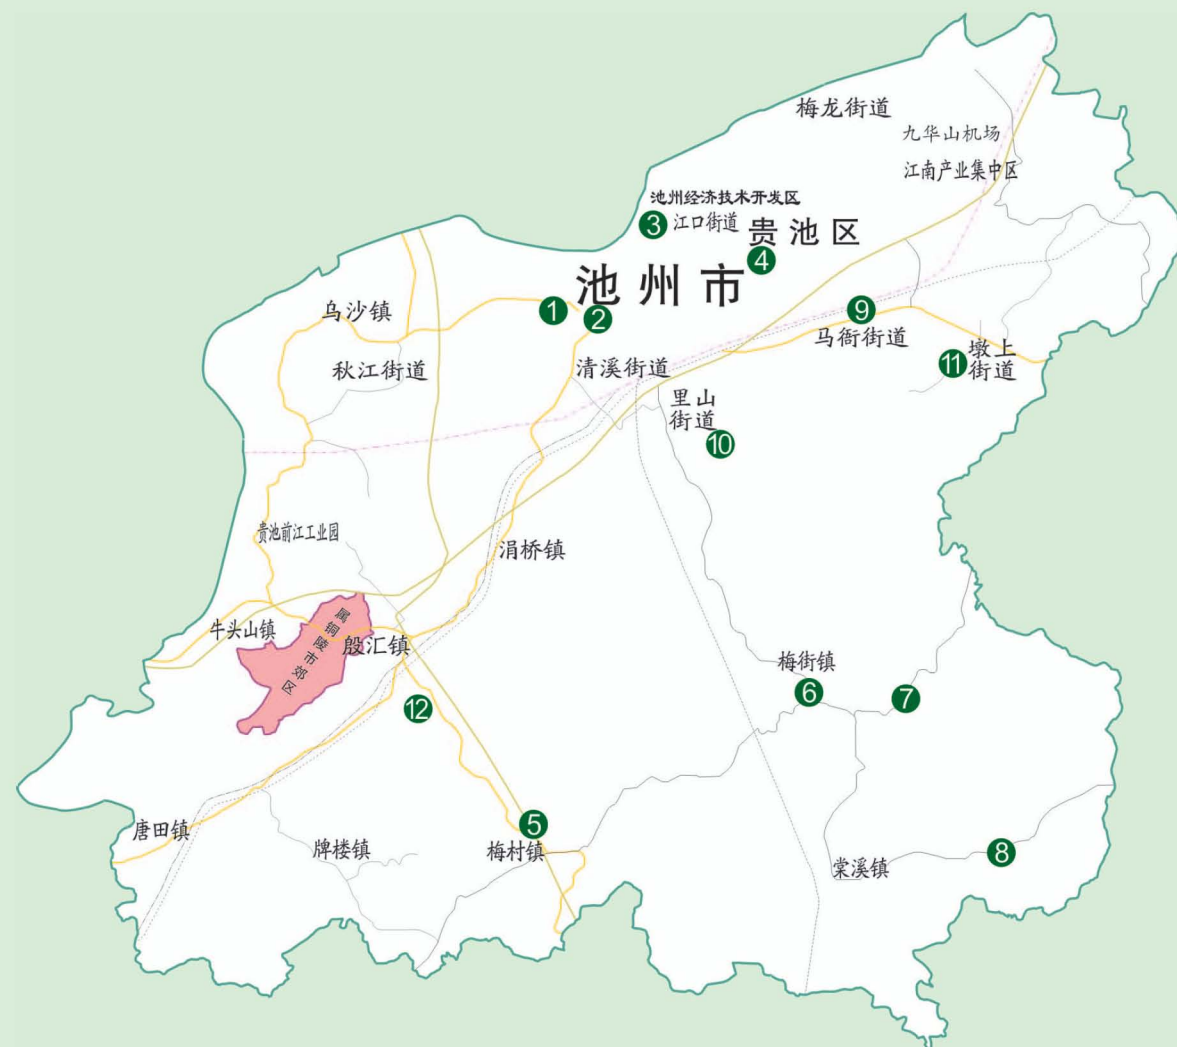 梅龙街道
九华山机场
江南产业集中区
池州经济技术开发区
3 江口街道
贵池区
4
池州市
1
2
乌沙镇
9
马衙街道
秋江街道
清溪街道
墩上
街道
11
里山
街道
10
贵池前江工业园
涓桥镇
牛头山镇
属铜陵市郊区
殷汇镇
梅街镇
6
7
12
5
唐田镇
牌楼镇
梅村镇
棠溪镇
8